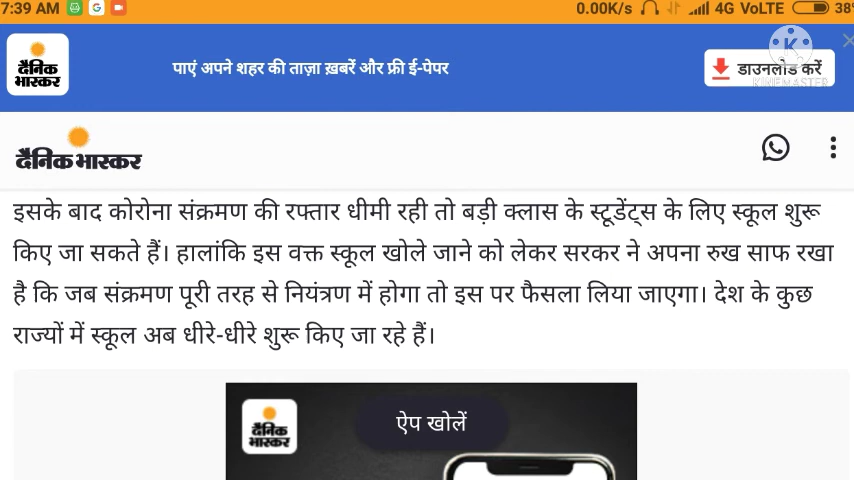 7:39 AM 0.00K/s 4G VoLTE 38
दैनिक भास्कर
पाएं अपने शहर की ताज़ा ख़बरें और फ्री ई-पेपर
डाउनलोड करें
KINEMASTER
दैनिक भास्कर
इसके बाद कोरोना संक्रमण की रफ्तार धीमी रही तो बड़ी क्लास के स्टूडेंट्स के लिए स्कूल शुरू
किए जा सकते हैं। हालांकि इस वक्त स्कूल खोले जाने को लेकर सरकर ने अपना रुख साफ रखा
है कि जब संक्रमण पूरी तरह से नियंत्रण में होगा तो इस पर फैसला लिया जाएगा। देश के कुछ
राज्यों में स्कूल अब धीरे-धीरे शुरू किए जा रहे हैं।
दैनिक भास्कर
ऐप खोलें